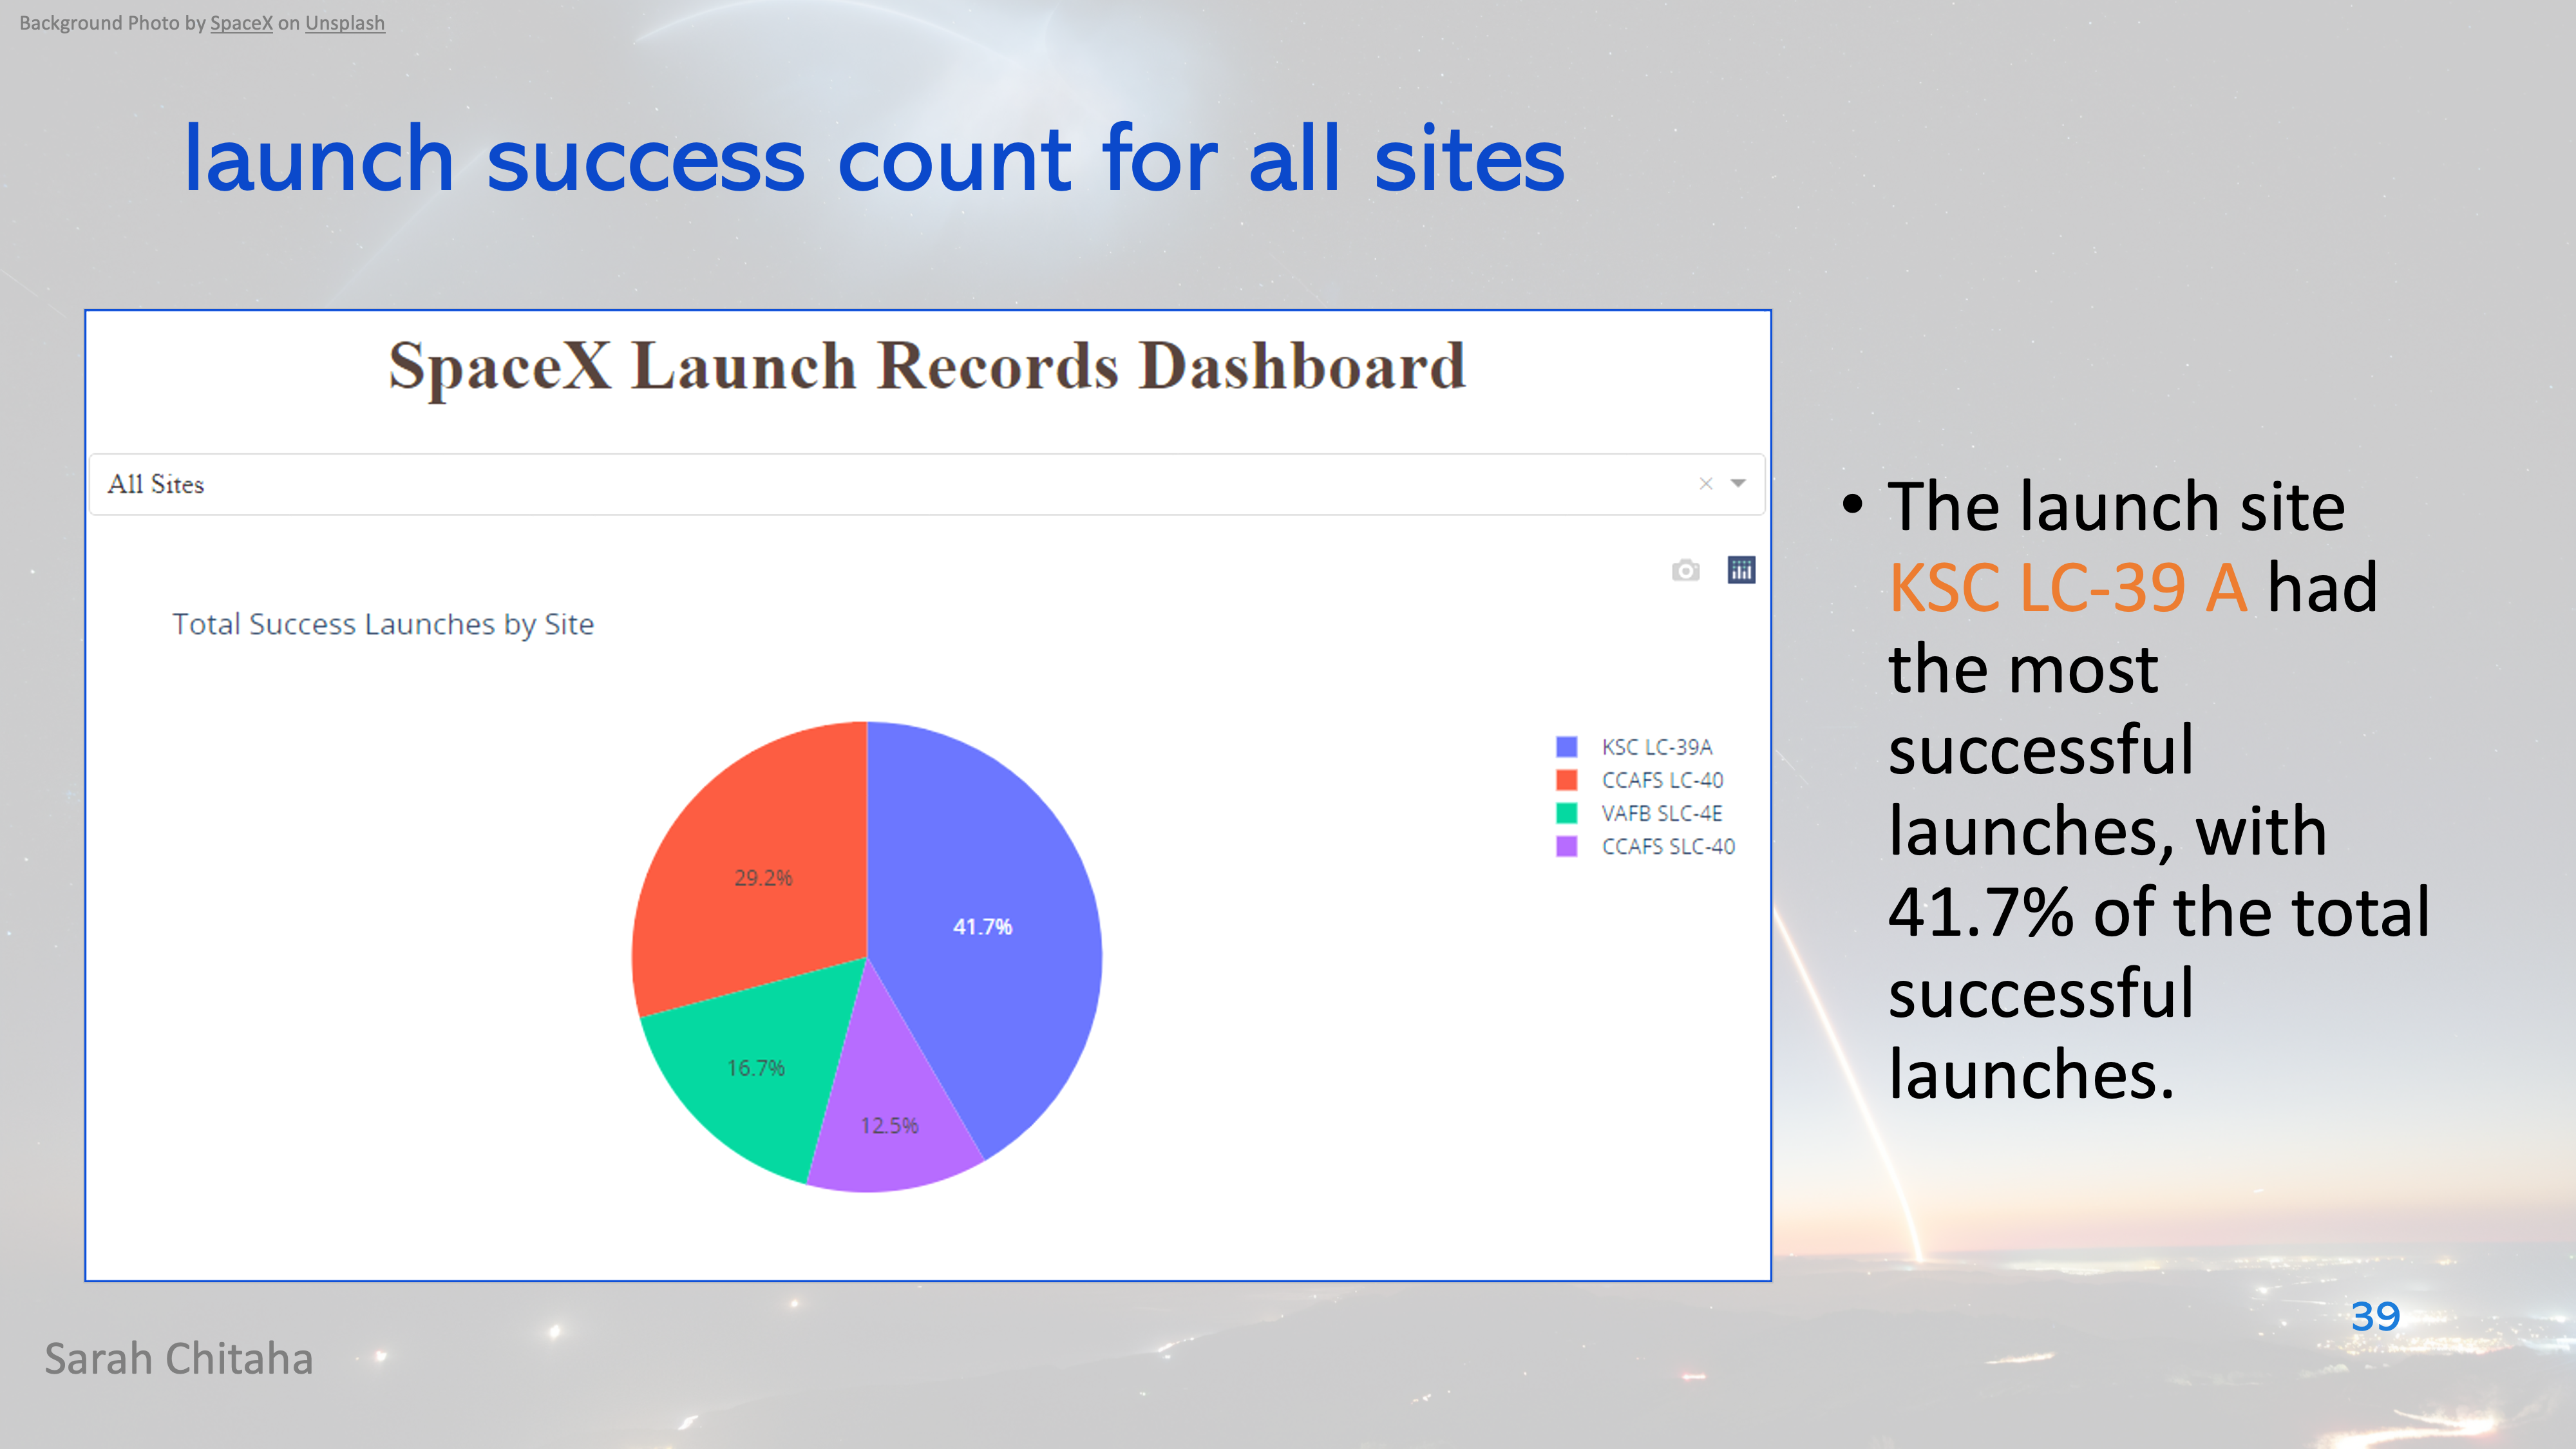 Background Photo by SpaceX on Unsplash
launch success count for all sites
SpaceX Launch Records Dashboard
All Sites
×
Total Success Launches by Site
KSC LC-39A
CCAFS LC-40
VAFB SLC-4E
CCAFS SLC-40
29.2%
41.7%
16.7%
12.5%
• The launch site
KSC LC-39 A had
the most
successful
launches, with
41.7% of the total
successful
launches.
39
Sarah Chitaha